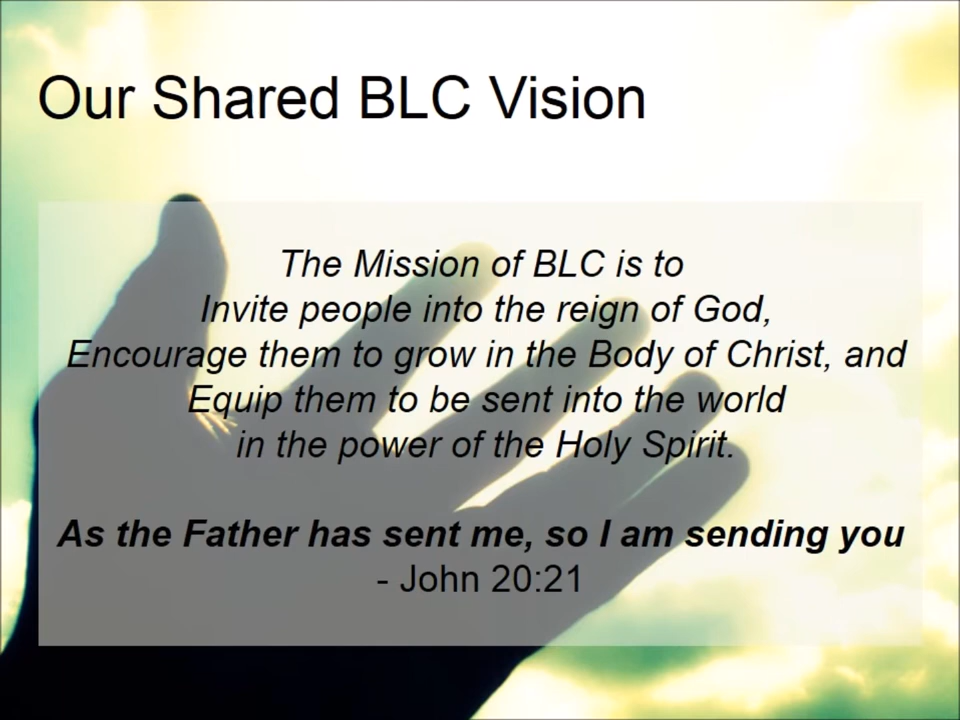 Our Shared BLC Vision
The Mission of BLC is to
Invite people into the reign of God,
Encourage them to grow in the Body of Christ, and
Equip them to be sent into the world
in the power of the Holy Spirit.
As the Father has sent me, so I am sending you
- John 20:21